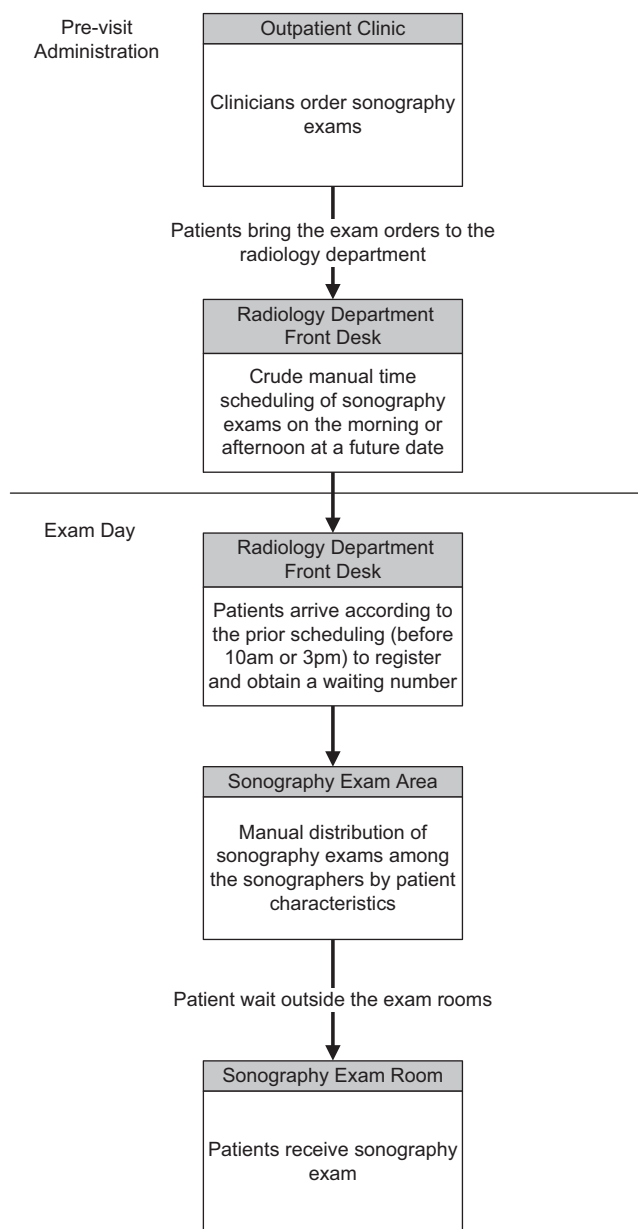 Pre-visit
Administration
Outpatient Clinic
Clinicians order sonography
exams
Patients bring the exam orders to the
radiology department
Radiology Department
Front Desk
Crude manual time
scheduling of sonography
exams on the morning or
afternoon at a future date
Exam Day
Radiology Department
Front Desk
Patients arrive according to
the prior scheduling (before
10am or 3pm) to register
and obtain a waiting number
Sonography Exam Area
Manual distribution of
sonography exams among
the sonographers by patient
characteristics
Patient wait outside the exam rooms
Sonography Exam Room
Patients receive sonography
exam